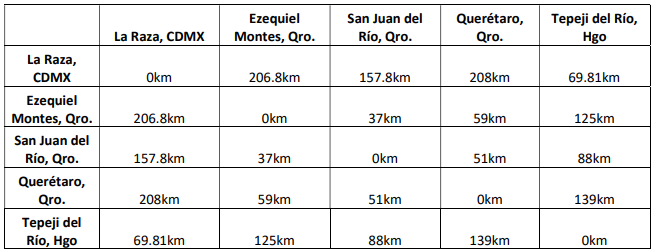 La Raza, CDMX Ezequiel Montes, Qro. San Juan del Río, Qro. Querétaro, Qro. Tepeji del Río, Hgo
La Raza, CDMX 0km 206.8km 157.8km 208km 69.81km
Ezequiel Montes, Qro. 206.8km 0km 37km 59km 125km
San Juan del Río, Qro. 157.8km 37km 0km 51km 88km
Querétaro, Qro. 208km 59km 51km 0km 139km
Tepeji del Río, Hgo 69.81km 125km 88km 139km 0km